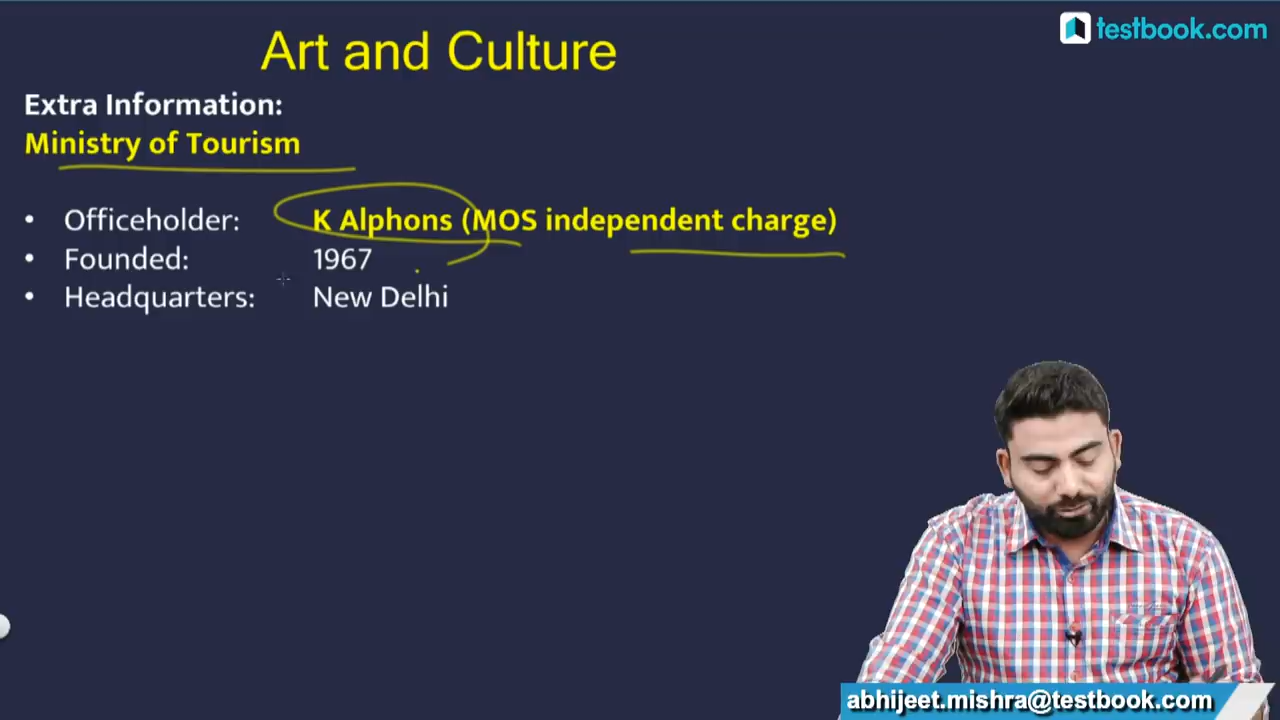 Art and Culture
testbook.com
Extra Information:
Ministry of Tourism
• Officeholder: K Alphons (MOS independent charge)
• Founded: 1967
• Headquarters: New Delhi
abhijeet.mishra@testbook.com